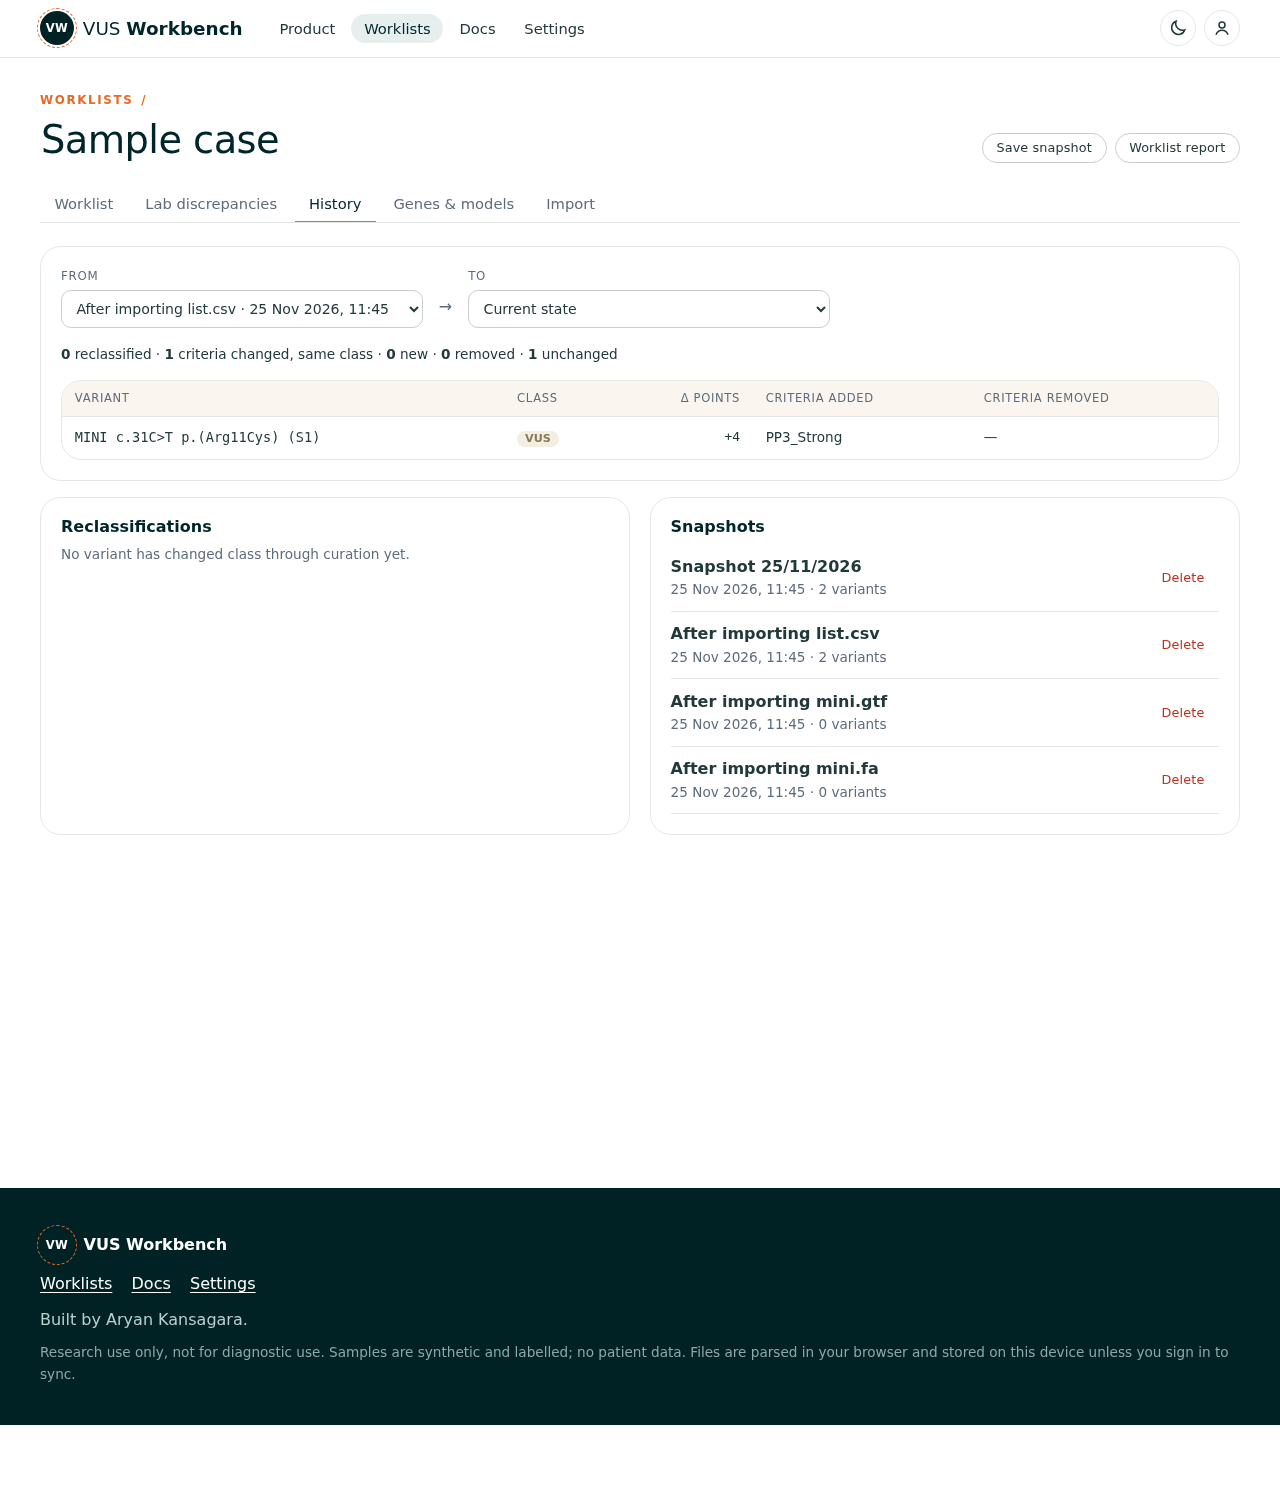 VW VUS Workbench Product Worklists Docs Settings
WORKLISTS /
Sample case
Save snapshot Worklist report
Worklist Lab discrepancies History Genes & models Import
FROM TO
After importing list.csv · 25 Nov 2026, 11:45 → Current state
0 reclassified · 1 criteria changed, same class · 0 new · 0 removed · 1 unchanged
VARIANT CLASS Δ POINTS CRITERIA ADDED CRITERIA REMOVED
MINI c.31C>T p.(Arg11Cys) (S1) VUS +4 PP3_Strong —
Reclassifications
No variant has changed class through curation yet.
Snapshots
Snapshot 25/11/2026
25 Nov 2026, 11:45 · 2 variants
Delete
After importing list.csv
25 Nov 2026, 11:45 · 2 variants
Delete
After importing mini.gtf
25 Nov 2026, 11:45 · 0 variants
Delete
After importing mini.fa
25 Nov 2026, 11:45 · 0 variants
Delete
VW VUS Workbench
Worklists Docs Settings
Built by Aryan Kansagara.
Research use only, not for diagnostic use. Samples are synthetic and labelled; no patient data. Files are parsed in your browser and stored on this device unless you sign in to
sync.